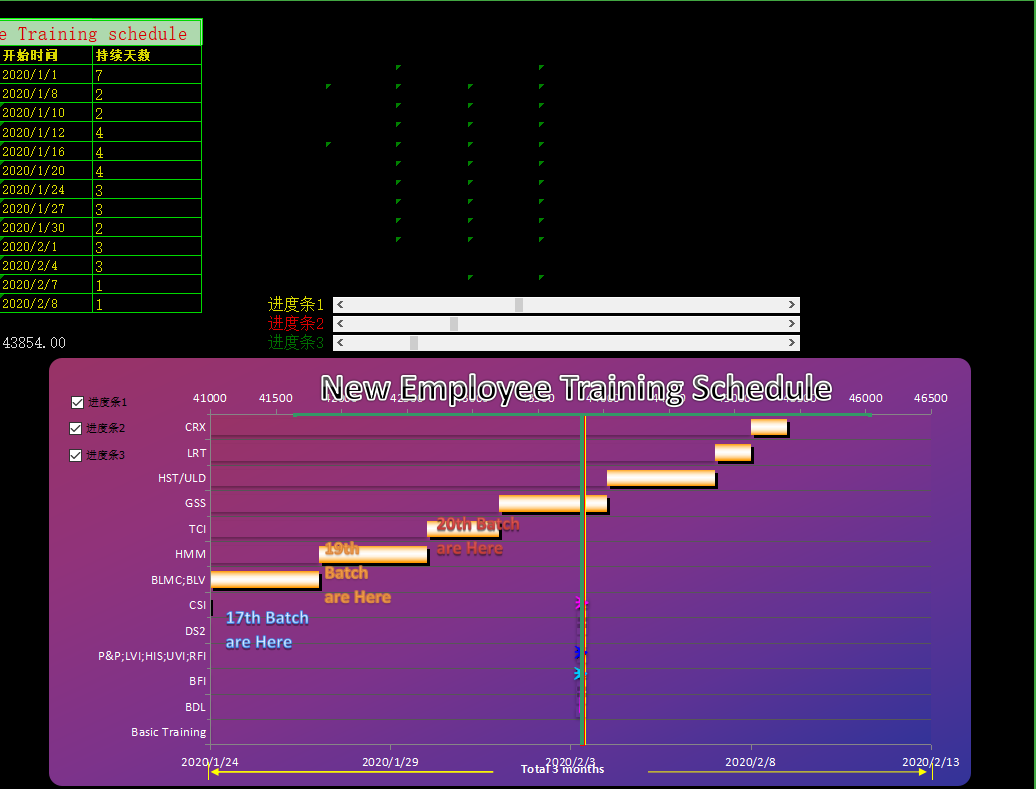 e Training schedule
开始时间 持续天数
2020/1/1 7
2020/1/8 2
2020/1/10 2
2020/1/12 4
2020/1/16 4
2020/1/20 4
2020/1/24 3
2020/1/27 3
2020/1/30 2
2020/2/1 3
2020/2/4 3
2020/2/7 1
2020/2/8 1
进度条1
进度条2
进度条3
43854.00
New Employee Training Schedule
41000 41500 46000 46500
进度条1
进度条2
进度条3
CRX
LRT
HST/ULD
GSS
TCI
HMM
BLMC;BLV
CSI
DS2
P&P;LVI;HIS;UVI;RFI
BFI
BDL
Basic Training
20th Batch
are Here
19th
Batch
are Here
17th Batch
are Here
2020/1/24 2020/1/29 2020/2/3 2020/2/8 2020/2/13
Total 3 months